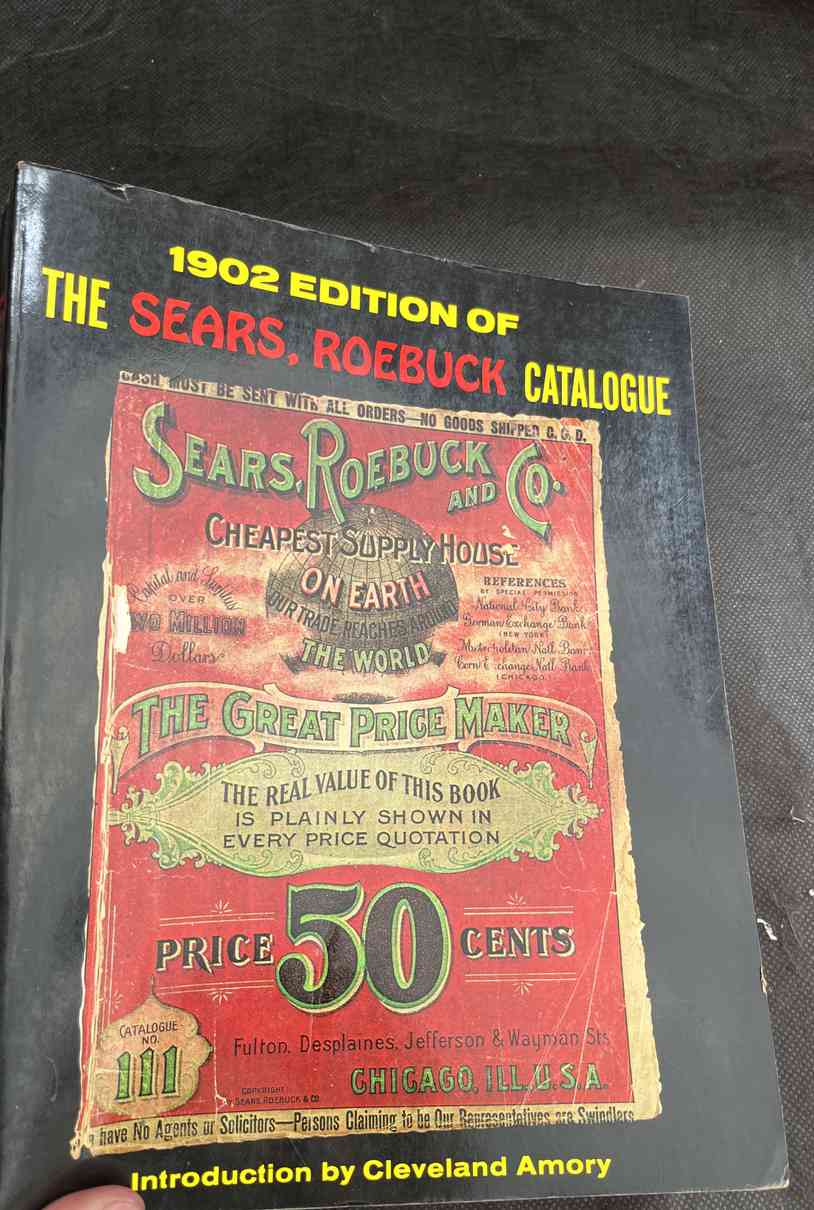 1902 EDITION OF
THE SEARS, ROEBUCK CATALOGUE
CASH MUST BE SENT WITH ALL ORDERS—NO GOODS SHIPPED C.O.D.
SEARS, ROEBUCK AND CO.
CHEAPEST SUPPLY HOUSE
ON EARTH
OUR TRADE REACHES AROUND
THE WORLD
Capital and Surplus
OVER
TWO MILLION
Dollars
REFERENCES
BY SPECIAL PERMISSION
National City Bank
German Exchange Bank
(NEW YORK)
Metropolitan Natl Bank
Corn Exchange Natl Bank
(CHICAGO)
THE GREAT PRICE MAKER
THE REAL VALUE OF THIS BOOK
IS PLAINLY SHOWN IN
EVERY PRICE QUOTATION
PRICE 50 CENTS
CATALOGUE
NO.
111
Fulton, Desplaines, Jefferson & Wayman Sts
CHICAGO, ILL. U.S.A.
COPYRIGHT
BY SEARS, ROEBUCK & CO.
have No Agents or Solicitors—Persons Claiming to be Our Representatives are Swindlers
Introduction by Cleveland Amory